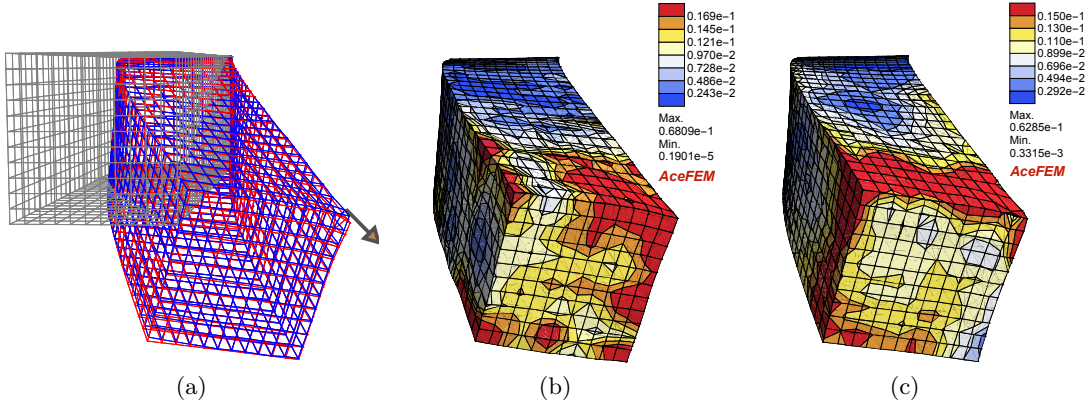 0.169e-1
0.145e-1
0.121e-1
0.970e-2
0.728e-2
0.486e-2
0.243e-2
Max.
0.6809e-1
Min.
0.1901e-5
AceFEM
0.150e-1
0.130e-1
0.110e-1
0.899e-2
0.696e-2
0.494e-2
0.292e-2
Max.
0.6285e-1
Min.
0.3315e-3
AceFEM
(a)
(b)
(c)